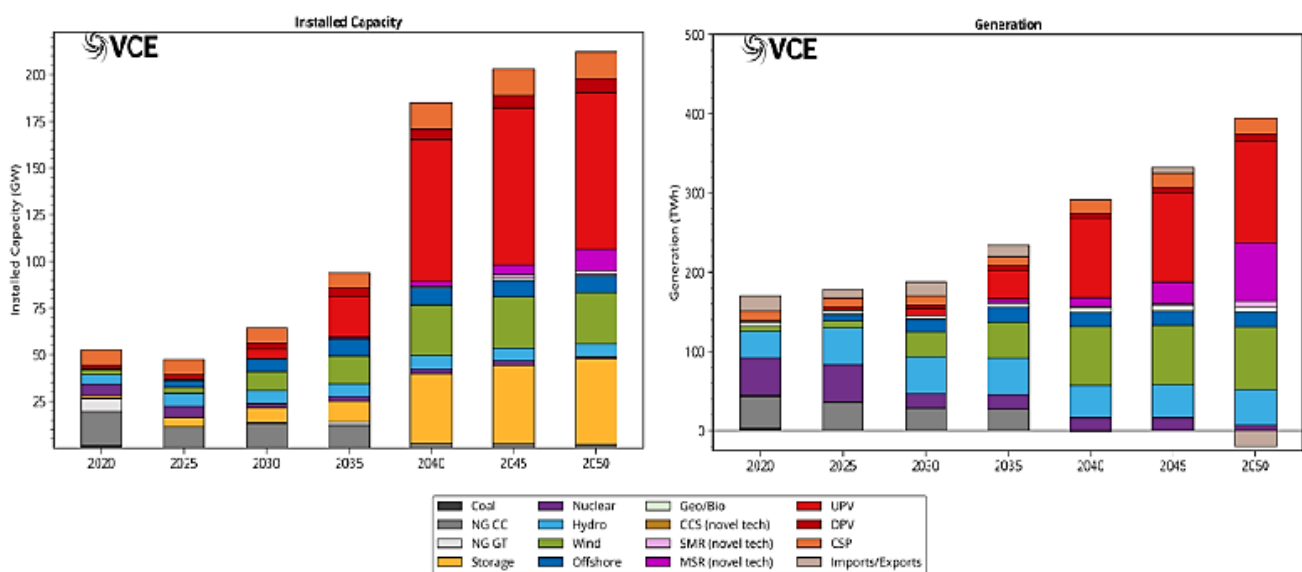 Installed Capacity
VCE
Installed Capacity (GW)
200
175
150
125
100
75
50
25
2020
2025
2030
2035
2040
2045
2050
Generation
VCE
Generation (TWh)
500
400
300
200
100
0
2020
2025
2030
2035
2040
2045
2050
Coal
NG CC
NG GT
Storage
Nuclear
Hydro
Wind
Offshore
Geo/Bio
CCS (novel tech)
SMR (novel tech)
MSR (novel tech)
UPV
DPV
CSP
Imports/Exports